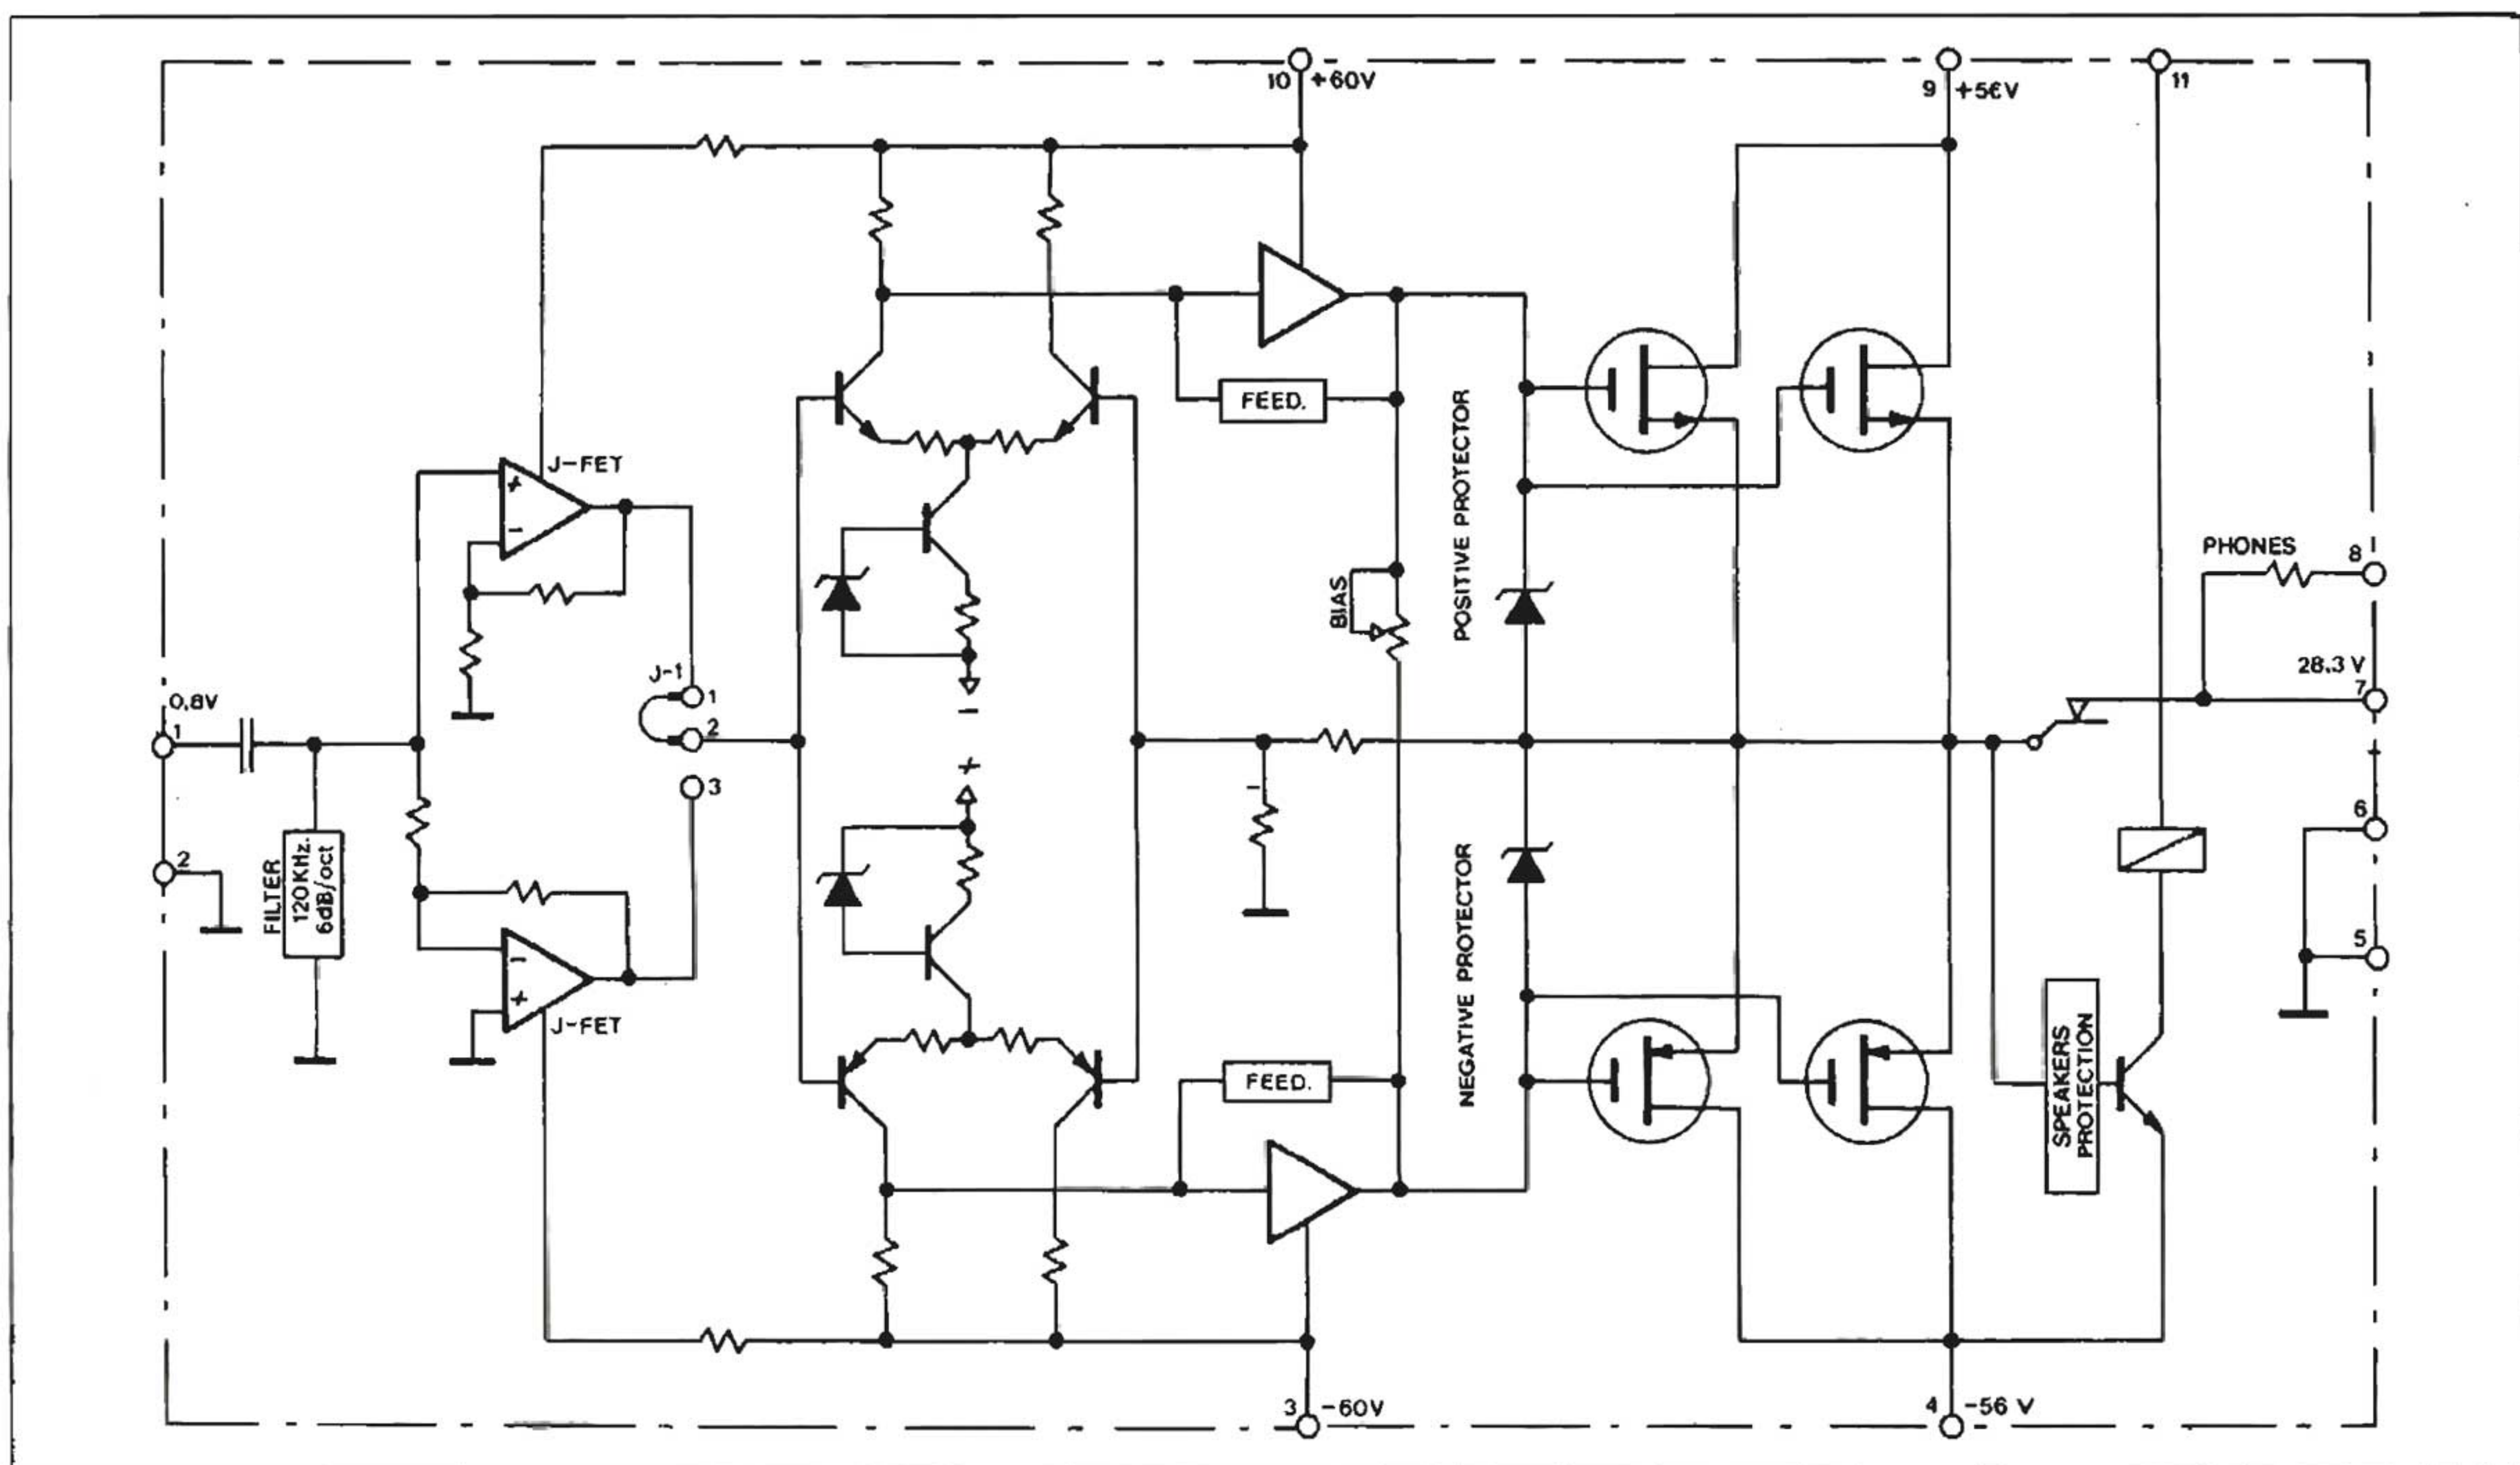 10 +60V
9 +56V
11
FEED.
J-FET
+
-
POSITIVE PROTECTOR
BIAS
PHONES 8
28,3 V
7
0,8V
1
J-1
1
2
3
-
+
-
+
6
5
2
FILTER
120KHz.
6dB/oct
NEGATIVE PROTECTOR
-
+
J-FET
FEED.
SPEAKERS
PROTECTION
3 -60V
4 -56 V